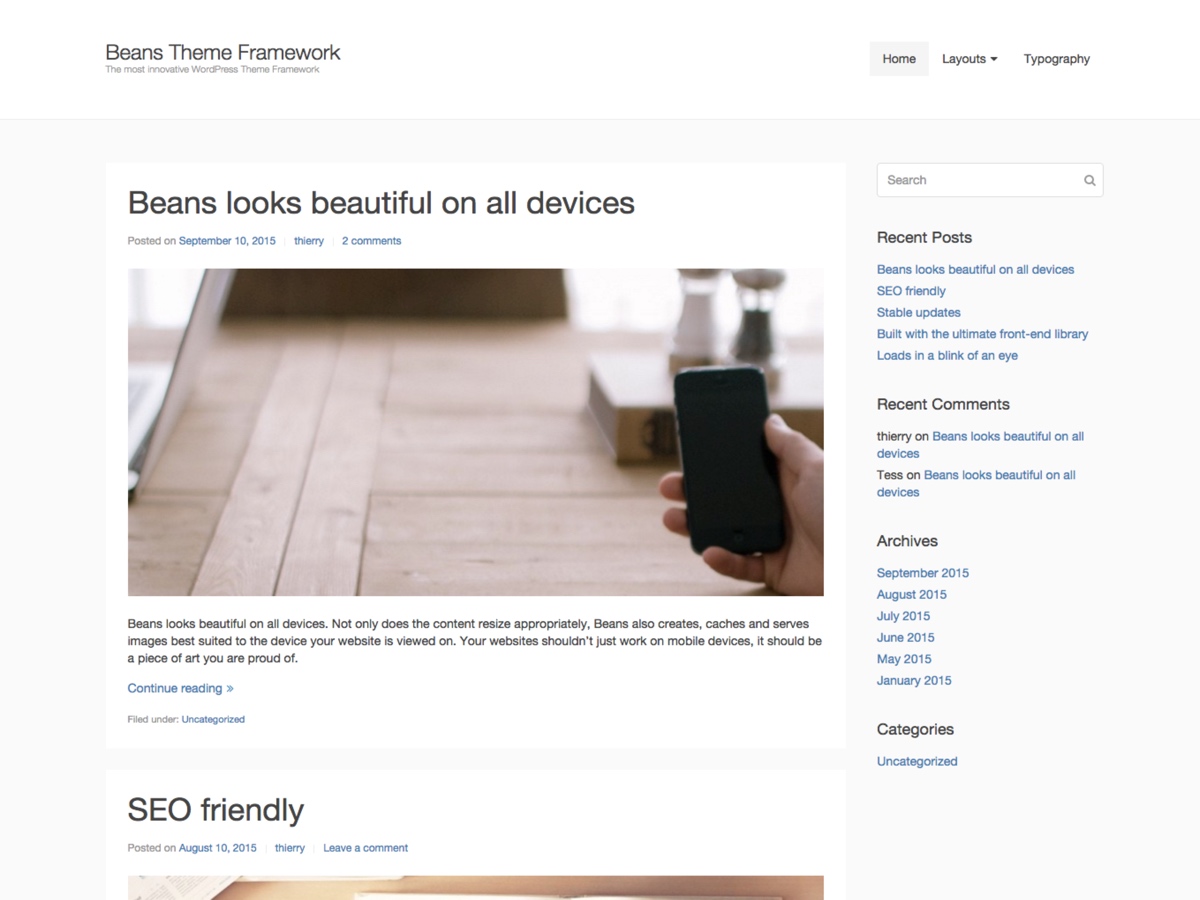 Beans Theme Framework
The most innovative WordPress Theme Framework
Home
Layouts
Typography
Beans looks beautiful on all devices
Posted on September 10, 2015
thierry
2 comments
Beans looks beautiful on all devices. Not only does the content resize appropriately, Beans also creates, caches and serves
images best suited to the device your website is viewed on. Your websites shouldn't just work on mobile devices, it should be
a piece of art you are proud of.
Continue reading »
Filed under: Uncategorized
SEO friendly
Posted on August 10, 2015
thierry
Leave a comment
Search
Recent Posts
Beans looks beautiful on all devices
SEO friendly
Stable updates
Built with the ultimate front-end library
Loads in a blink of an eye
Recent Comments
thierry on Beans looks beautiful on all
devices
Tess on Beans looks beautiful on all
devices
Archives
September 2015
August 2015
July 2015
June 2015
May 2015
January 2015
Categories
Uncategorized